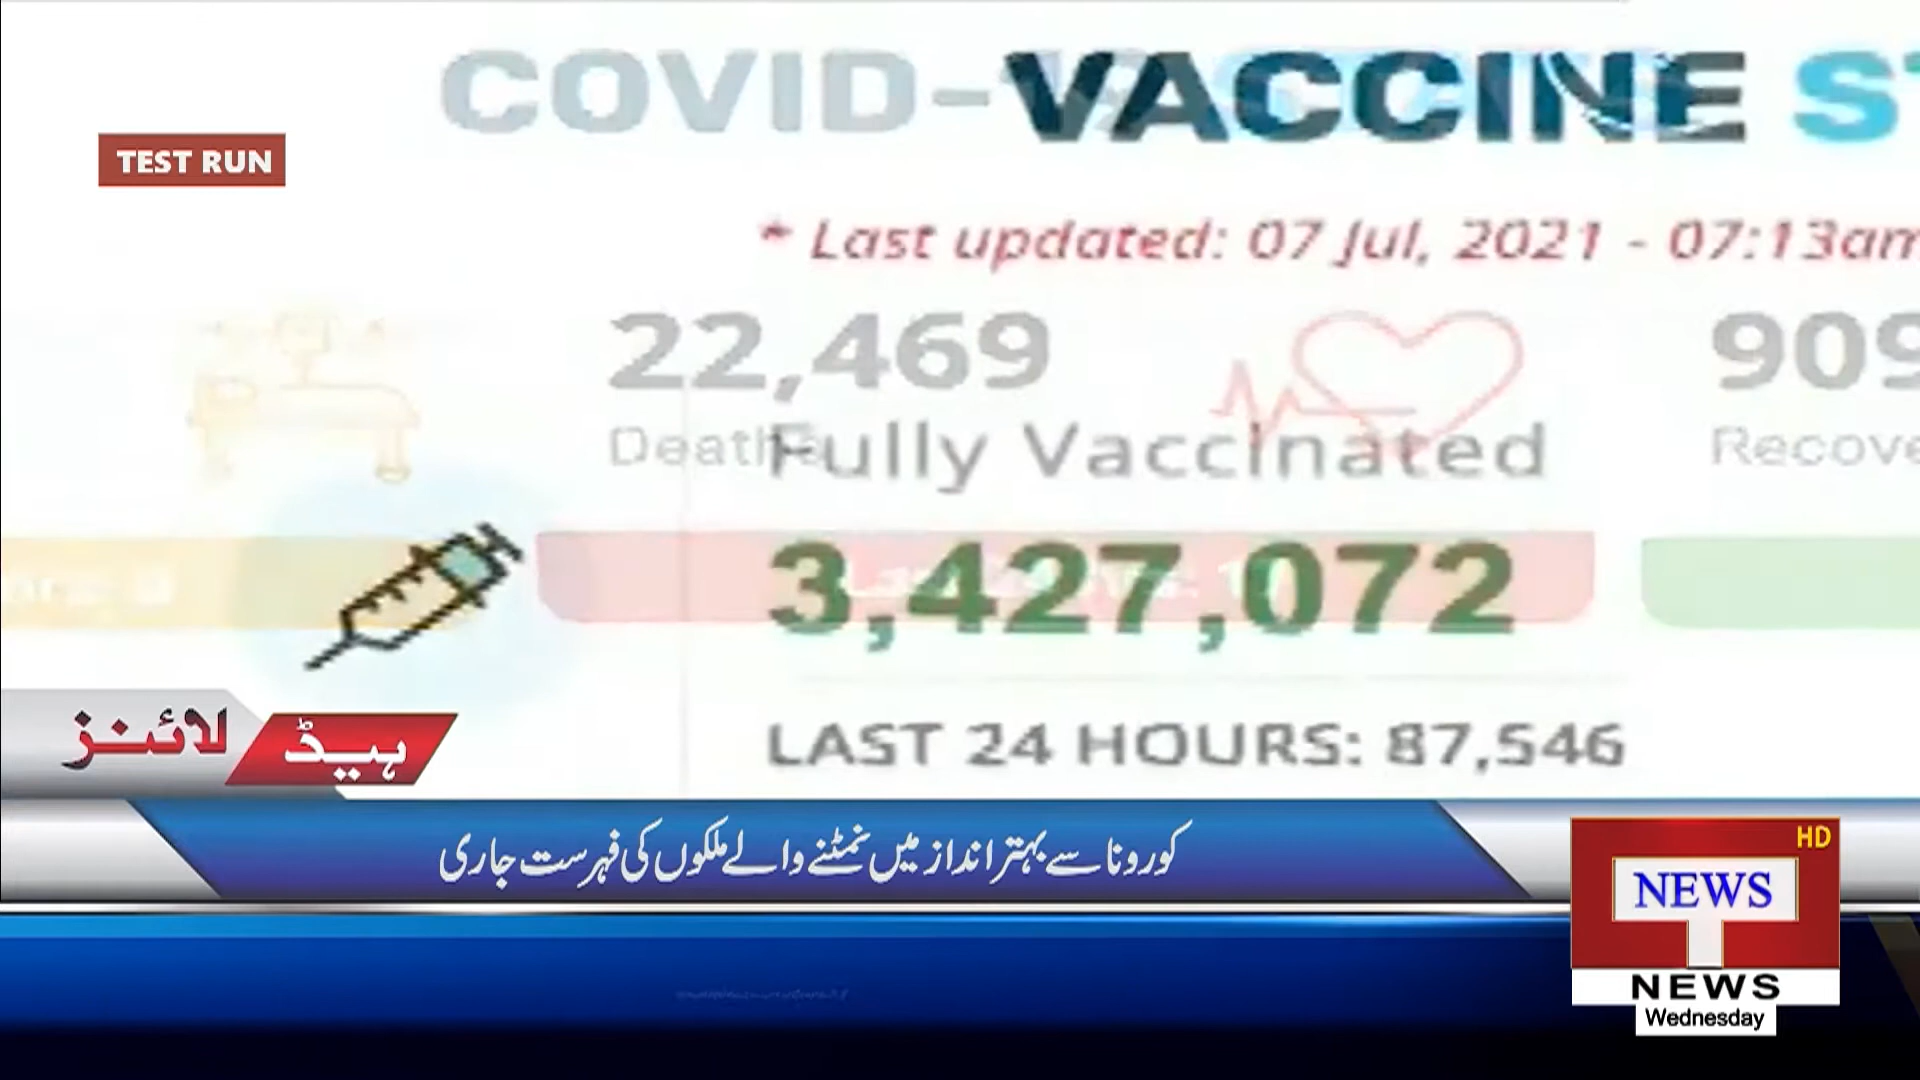 COVID-VACCINE
TEST RUN
* Last updated: 07 Jul, 2021 - 07:13am
22,469
909
Fully Vaccinated
3,427,072
LAST 24 HOURS: 87,546
ہیڈ لائنز
کورونا سے بہتر انداز میں نمٹنے والے ملکوں کی فہرست جاری
HD
NEWS
NEWS
Wednesday